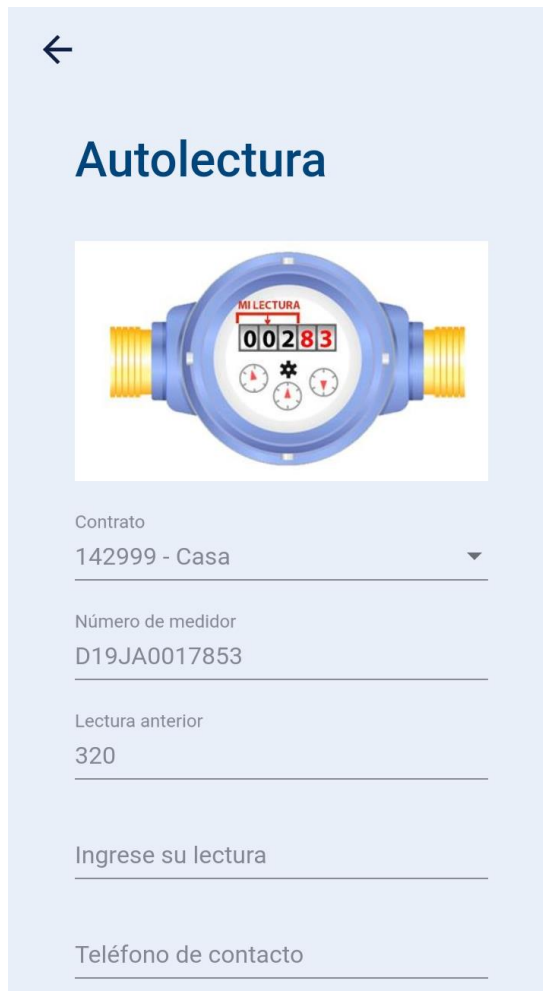 Autolectura
MI LECTURA
00283
Contrato
142999 - Casa
Número de medidor
D19JA0017853
Lectura anterior
320
Ingrese su lectura
Teléfono de contacto